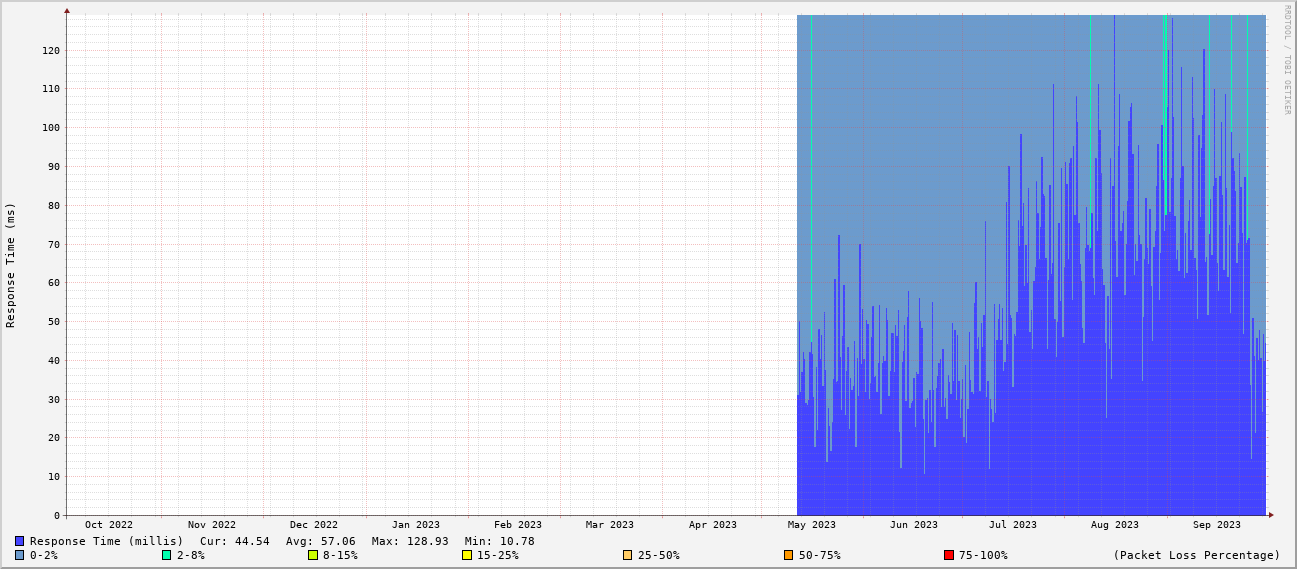 RRDTOOL / TOBI OETIKER
Response Time (ms)
120
110
100
90
80
70
60
50
40
30
20
10
0
Oct 2022 Nov 2022 Dec 2022 Jan 2023 Feb 2023 Mar 2023 Apr 2023 May 2023 Jun 2023 Jul 2023 Aug 2023 Sep 2023
Response Time (millis) Cur: 44.54 Avg: 57.06 Max: 128.93 Min: 10.78
0-2% 2-8% 8-15% 15-25% 25-50% 50-75% 75-100% (Packet Loss Percentage)